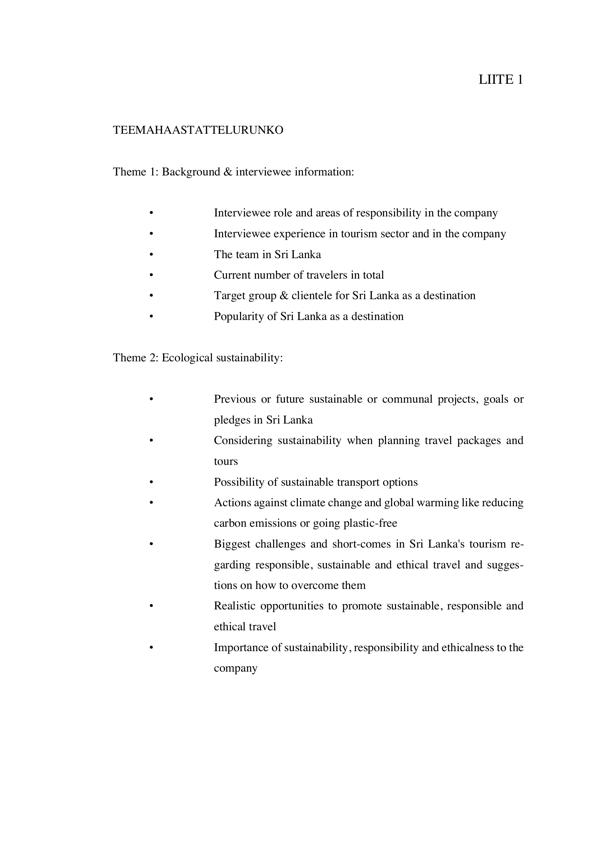 LIITE 1
TEEMAHAASTATTELURUNKO
Theme 1: Background & interviewee information:
• Interviewee role and areas of responsibility in the company
• Interviewee experience in tourism sector and in the company
• The team in Sri Lanka
• Current number of travelers in total
• Target group & clientele for Sri Lanka as a destination
• Popularity of Sri Lanka as a destination
Theme 2: Ecological sustainability:
• Previous or future sustainable or communal projects, goals or
pledges in Sri Lanka
• Considering sustainability when planning travel packages and
tours
• Possibility of sustainable transport options
• Actions against climate change and global warming like reducing
carbon emissions or going plastic-free
• Biggest challenges and short-comes in Sri Lanka's tourism re-
garding responsible, sustainable and ethical travel and sugges-
tions on how to overcome them
• Realistic opportunities to promote sustainable, responsible and
ethical travel
• Importance of sustainability, responsibility and ethicalness to the
company